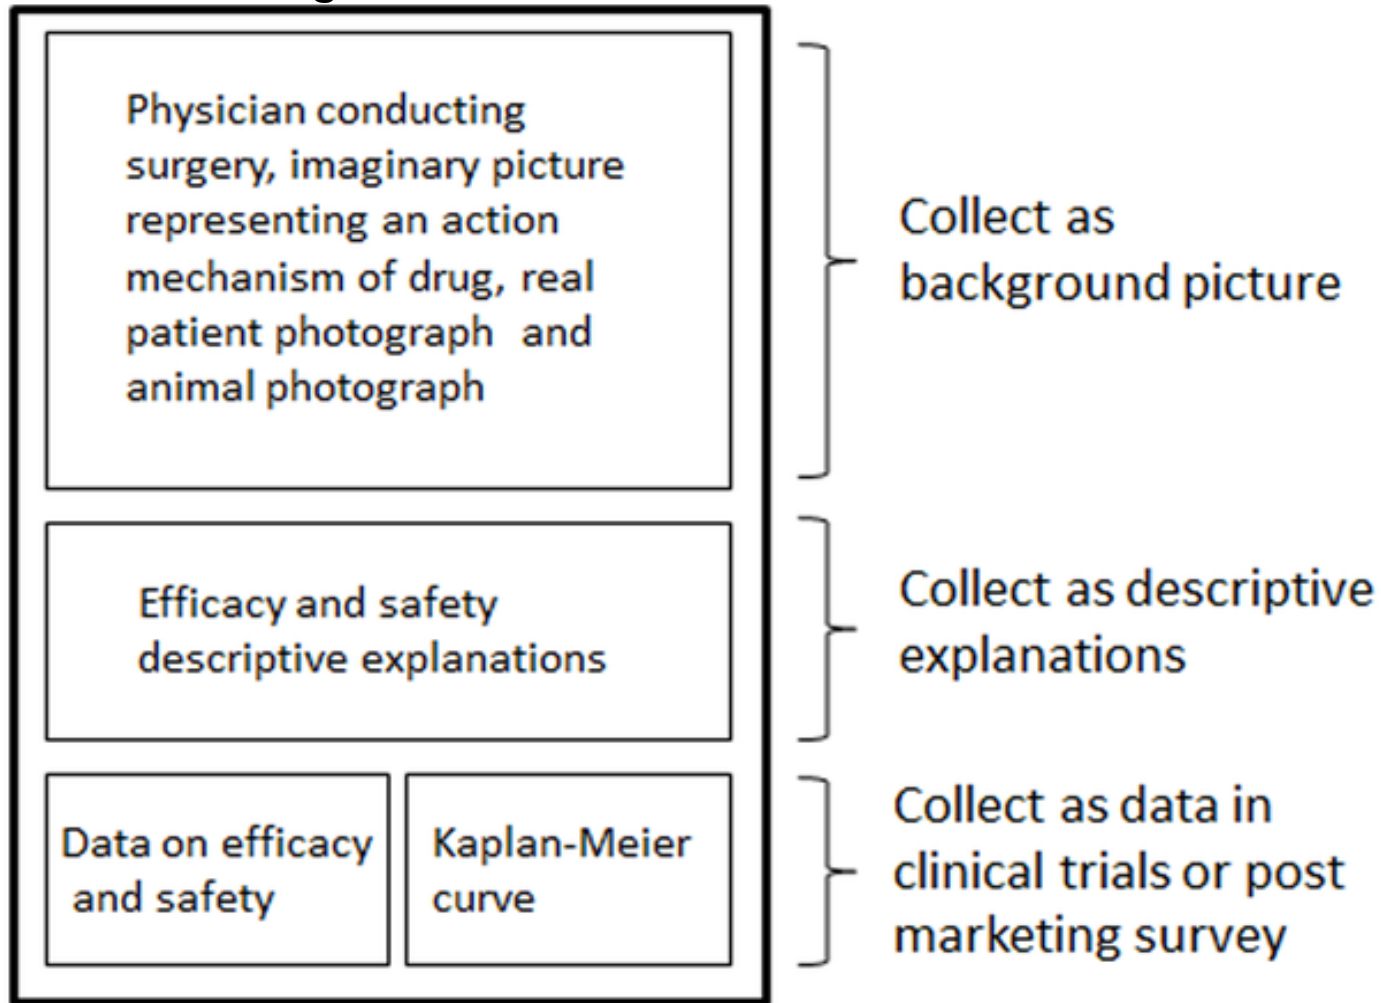 Physician conducting
surgery, imaginary picture
representing an action
mechanism of drug, real
patient photograph and
animal photograph
Collect as
background picture
Efficacy and safety
descriptive explanations
Collect as descriptive
explanations
Data on efficacy
and safety
Kaplan-Meier
curve
Collect as data in
clinical trials or post
marketing survey